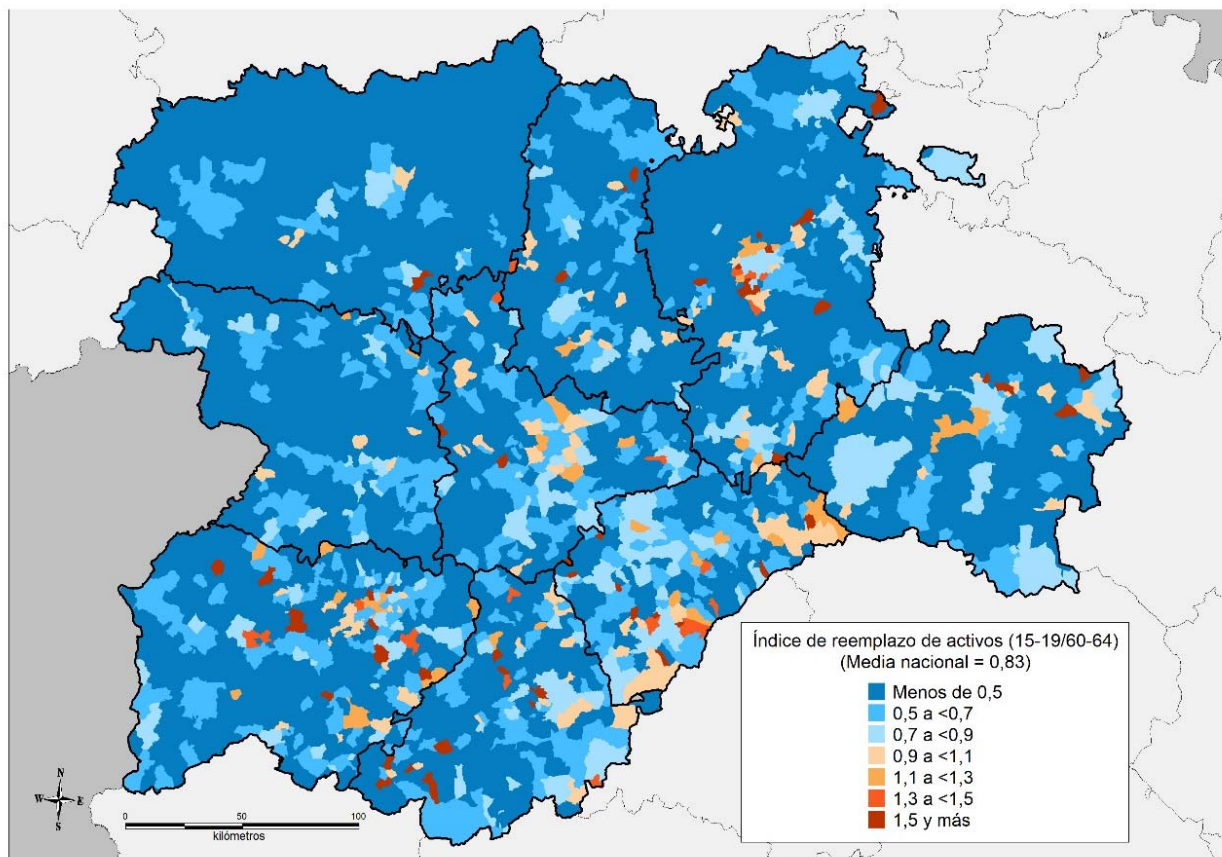 Índice de reemplazo de activos (15-19/60-64)
(Media nacional = 0,83)
Menos de 0,5
0,5 a <0,7
0,7 a <0,9
0,9 a <1,1
1,1 a <1,3
1,3 a <1,5
1,5 y más
N
W E
S
0 50 100
kilómetros